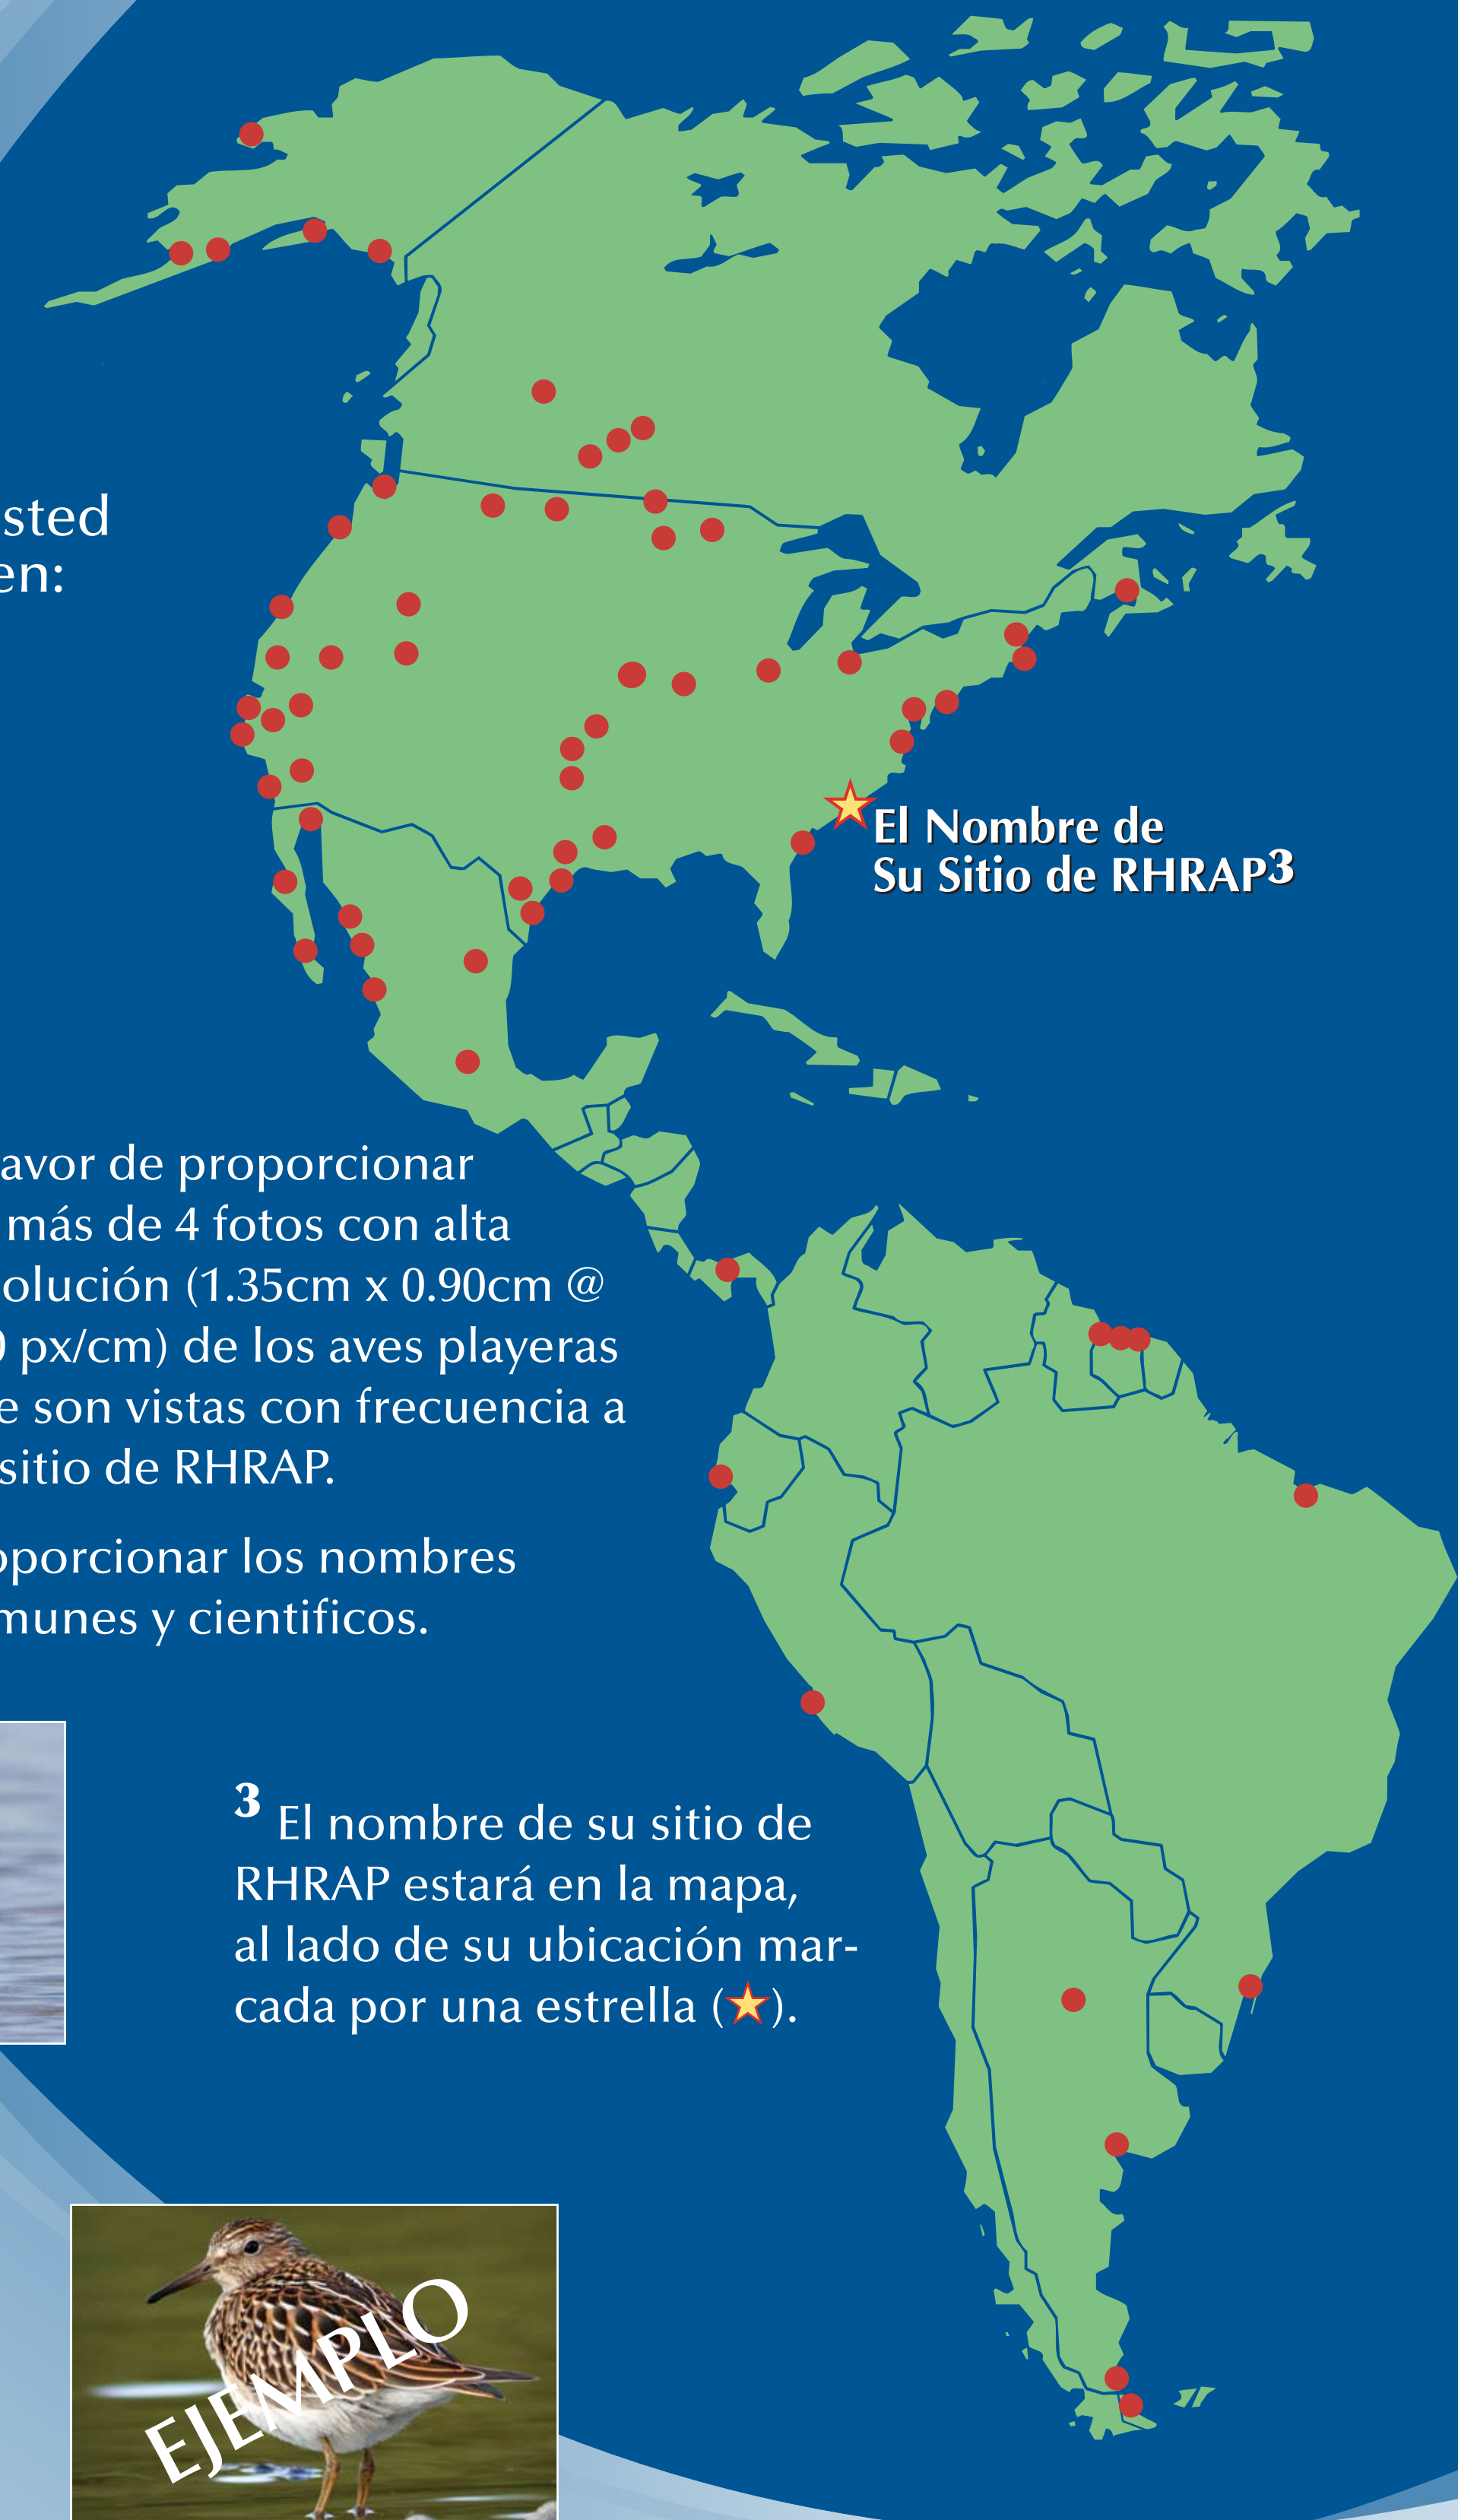 sted
en:
El Nombre de
Su Sitio de RHRAP³
avor de proporcionar
más de 4 fotos con alta
olución (1.35cm x 0.90cm @
0 px/cm) de los aves playeras
e son vistas con frecuencia a
sitio de RHRAP.
oporcionar los nombres
munes y cientificos.
³ El nombre de su sitio de
RHRAP estará en la mapa,
al lado de su ubicación mar-
cada por una estrella (★).
EJEMPLO